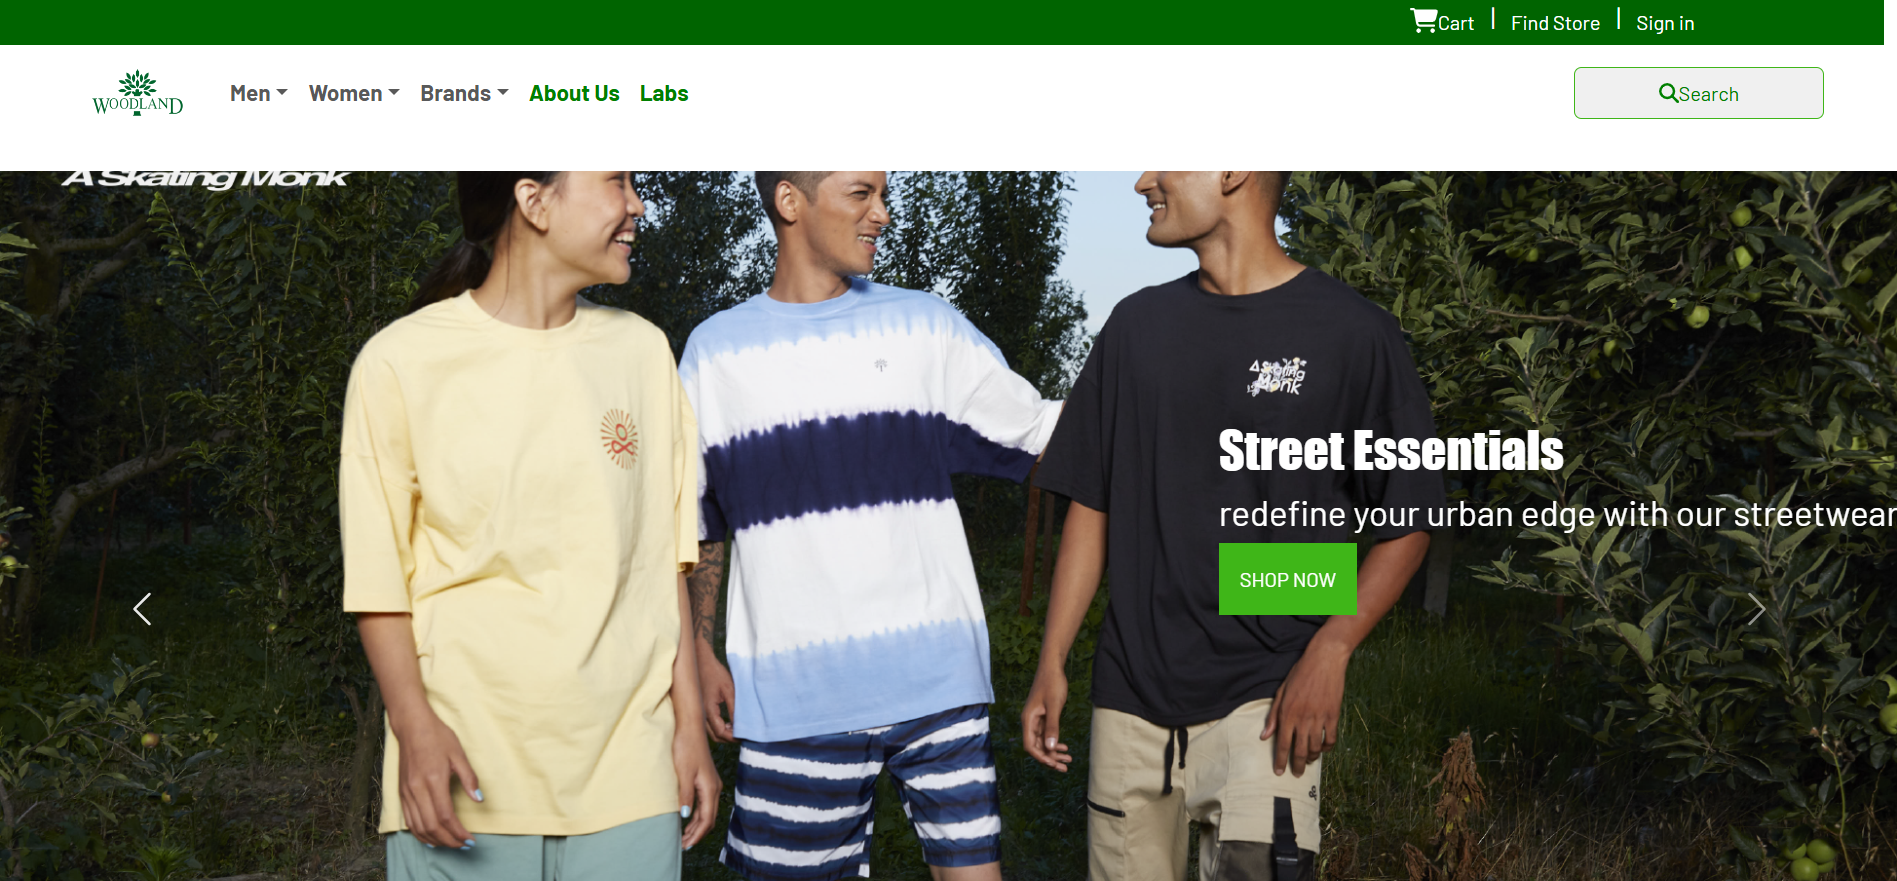 Cart | Find Store | Sign in
WOODLAND
Men Women Brands About Us Labs
Search
A Skating Monk
A Skating
Monk
Street Essentials
redefine your urban edge with our streetwear
SHOP NOW